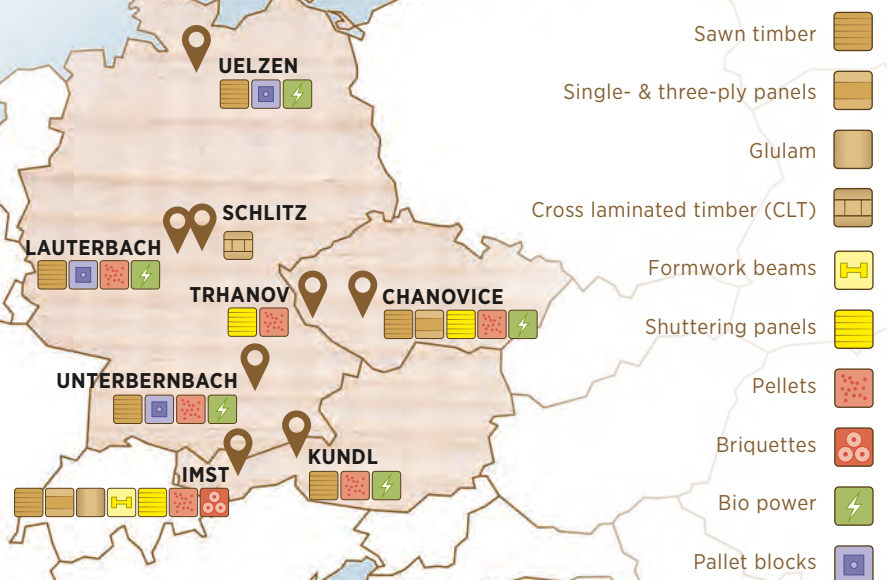 UELZEN
SCHLITZ
LAUTERBACH
TRHANOV
CHANOVICE
UNTERBERNBACH
KUNDL
IMST
Sawn timber
Single- & three-ply panels
Glulam
Cross laminated timber (CLT)
Formwork beams
Shuttering panels
Pellets
Briquettes
Bio power
Pallet blocks